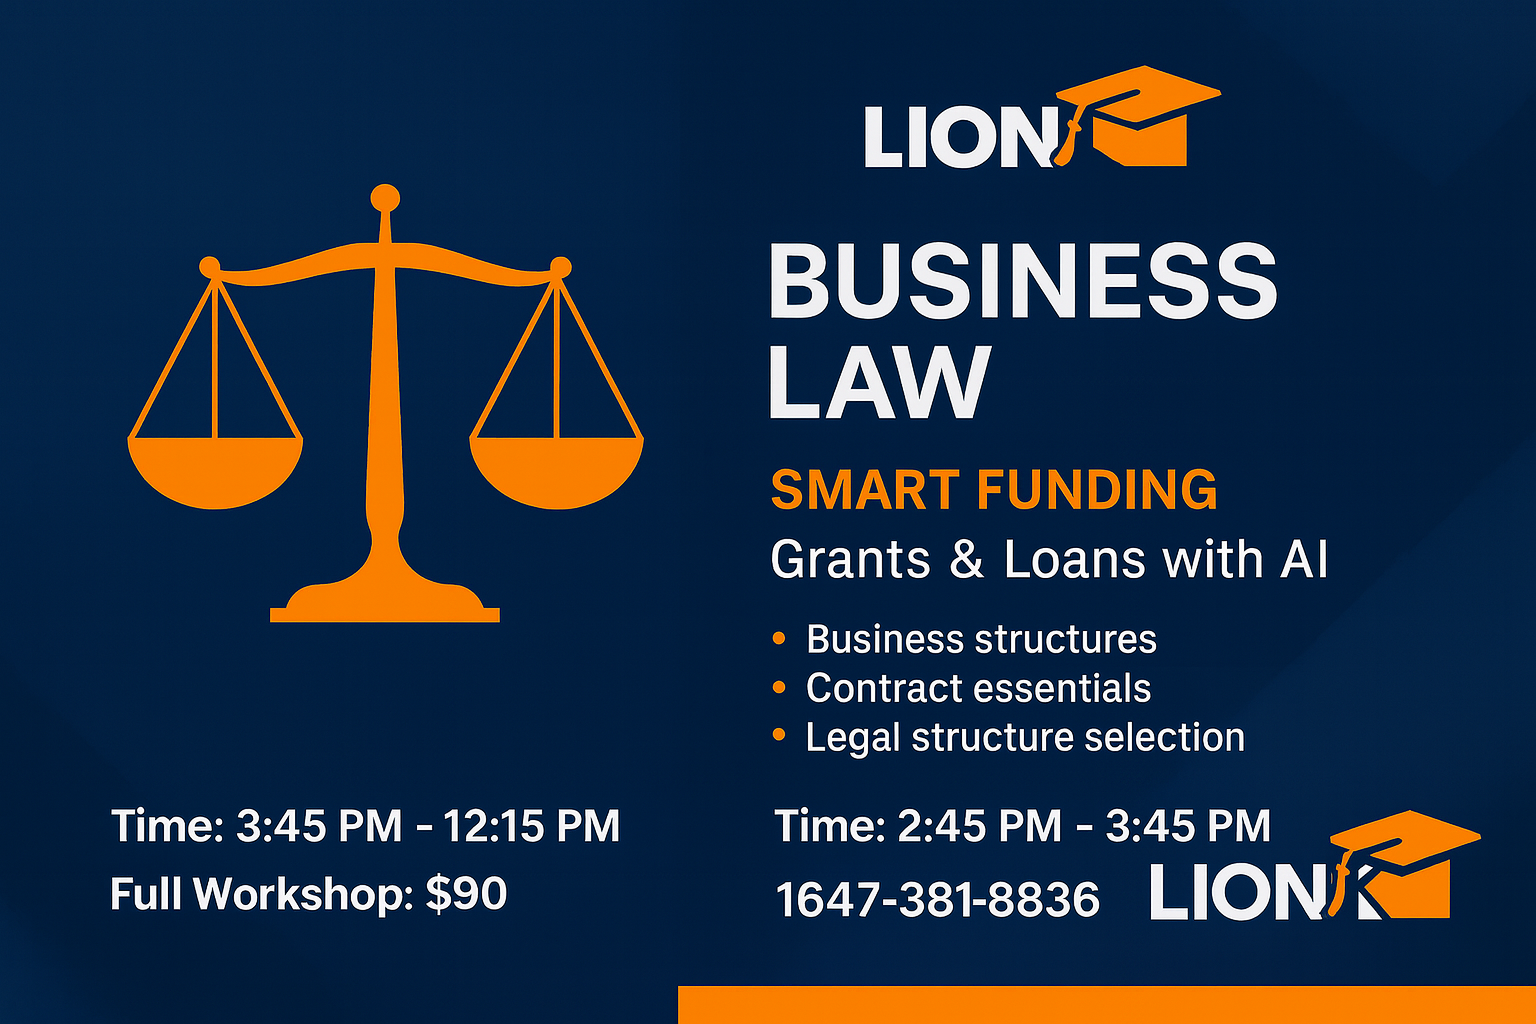 LION
BUSINESS
LAW
SMART FUNDING
Grants & Loans with AI
• Business structures
• Contract essentials
• Legal structure selection
Time: 3:45 PM - 12:15 PM
Full Workshop: $90
Time: 2:45 PM - 3:45 PM
1647-381-8836
LION